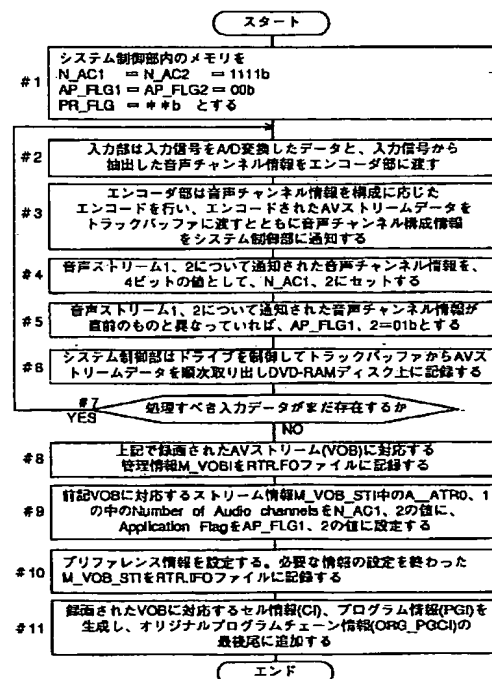 スタート
#1
システム制御部内のメモリを
N_AC1 = N_AC2 = 1111b
AP_FLG1 = AP_FLG2 = 00b
PR_FLG = **b とする
#2
入力部は入力信号をA/D変換したデータと、入力信号から
抽出した音声チャンネル情報をエンコーダ部に渡す
#3
エンコーダ部は音声チャンネル情報を構成に応じた
エンコードを行い、エンコードされたAVストリームデータを
トラックバッファに渡すとともに音声チャンネル構成情報
をシステム制御部に通知する
#4
音声ストリーム1、2について通知された音声チャンネル情報を、
4ビットの値として、N_AC1、2にセットする
#5
音声ストリーム1、2について通知された音声チャンネル情報が
直前のものと異なっていれば、AP_FLG1、2=01bとする
#6
システム制御部はドライブを制御してトラックバッファからAVス
トリームデータを順次取り出しDVD-RAMディスク上に記録する
#7
処理すべき入力データがまだ存在するか
YES
NO
#8
上記で録画されたAVストリーム(VOB)に対応する
管理情報M_VOBIをRTR.IFOファイルに記録する
#9
前記VOBに対応するストリーム情報M_VOB_STI中のA_ATR0、1
の中のNumber of Audio channelsをN_AC1、2の値に、
Application FlagをAP_FLG1、2の値に設定する
#10
プリファレンス情報を設定する。必要な情報の設定を終わった
M_VOB_STIをRTR.IFOファイルに記録する
#11
録画されたVOBに対応するセル情報(CI)、プログラム情報(PGI)を
生成し、オリジナルプログラムチェーン情報(ORG_PGCI)の
最後尾に追加する
エンド